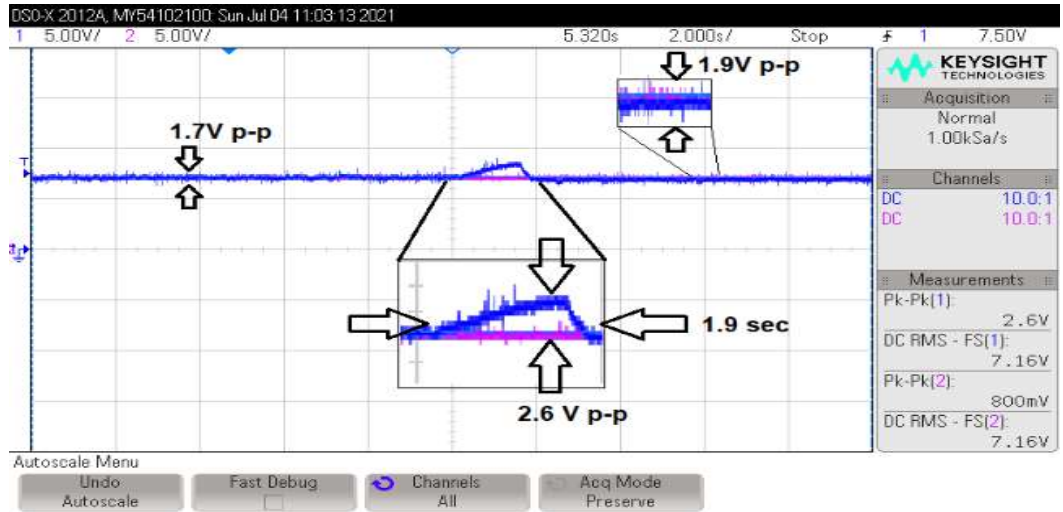 DSO-X 2012A, MY54102100: Sun Jul 04 11:03:13 2021
1 5.00V/ 2 5.00V/ 5.320s 2.000s/ Stop 1 7.50V
KEYSIGHT
TECHNOLOGIES
Acquisition
Normal
1.00kSa/s
Channels
DC 10.0:1
DC 10.0:1
Measurements
Pk-Pk(1):
2.6V
DC RMS - FS(1):
7.16V
Pk-Pk(2):
800mV
DC RMS - FS(2):
7.16V
1.9V p-p
1.7V p-p
T
1.9 sec
2.6 V p-p
Autoscale Menu
Undo
Autoscale
Fast Debug
Channels
All
Acq Mode
Preserve